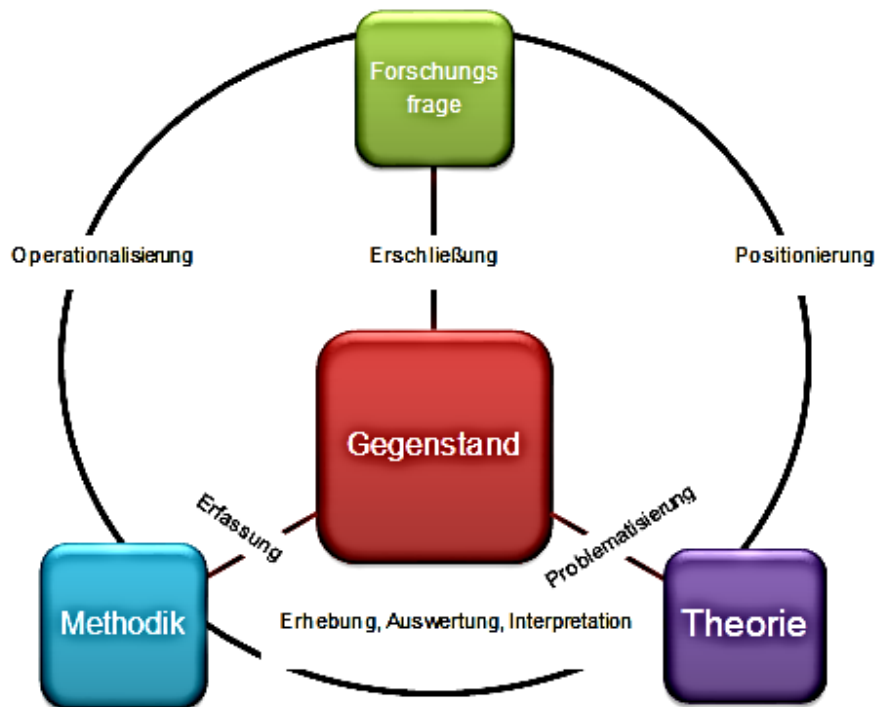 Forschungs
frage
Operationalisierung
Erschließung
Positionierung
Gegenstand
Erfassung
Problematisierung
Methodik
Erhebung, Auswertung, Interpretation
Theorie